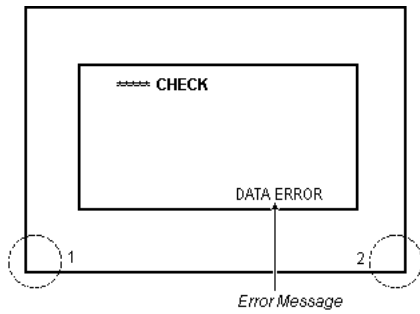 ***** CHECK
DATA ERROR
1
2
Error Message